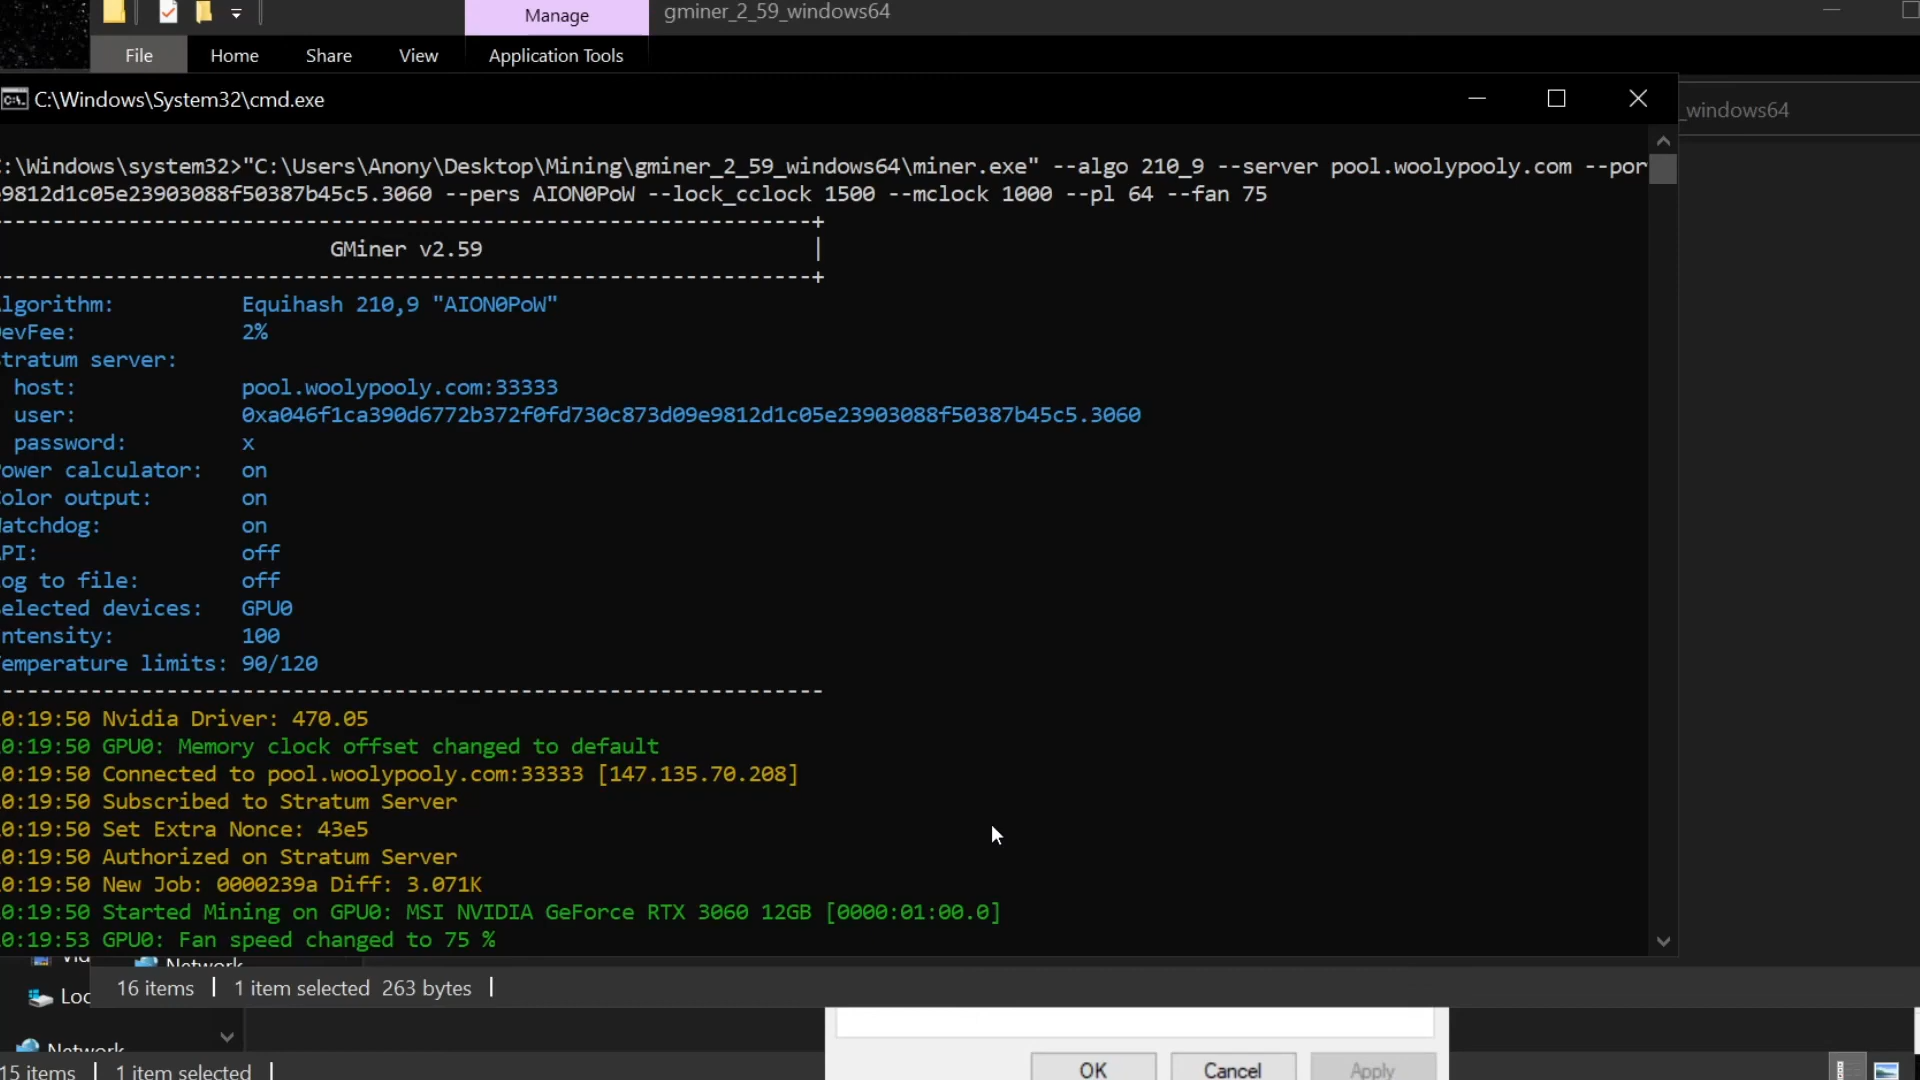 Manage
gminer_2_59_windows64
File
Home
Share
View
Application Tools
C:\Windows\System32\cmd.exe
_windows64
:\Windows\system32>"C:\Users\Anony\Desktop\Mining\gminer_2_59_windows64\miner.exe" --algo 210_9 --server pool.woolypooly.com --por
e9812d1c05e23903088f50387b45c5.3060 --pers AION0PoW --lock_cclock 1500 --mclock 1000 --pl 64 --fan 75
----------------------------------------------------------------+
GMiner v2.59 |
----------------------------------------------------------------+
lgorithm: Equihash 210,9 "AION0PoW"
evFee: 2%
tratum server:
host: pool.woolypooly.com:33333
user: 0xa046f1ca390d6772b372f0fd730c873d09e9812d1c05e23903088f50387b45c5.3060
password: x
ower calculator: on
olor output: on
atchdog: on
PI: off
og to file: off
elected devices: GPU0
ntensity: 100
emperature limits: 90/120
-----------------------------------------------------------------
0:19:50 Nvidia Driver: 470.05
0:19:50 GPU0: Memory clock offset changed to default
0:19:50 Connected to pool.woolypooly.com:33333 [147.135.70.208]
0:19:50 Subscribed to Stratum Server
0:19:50 Set Extra Nonce: 43e5
0:19:50 Authorized on Stratum Server
0:19:50 New Job: 0000239a Diff: 3.071K
0:19:50 Started Mining on GPU0: MSI NVIDIA GeForce RTX 3060 12GB [0000:01:00.0]
0:19:53 GPU0: Fan speed changed to 75 %
Network
Loc
16 items | 1 item selected 263 bytes |
Network
15 items | 1 item selected |
OK
Cancel
Apply